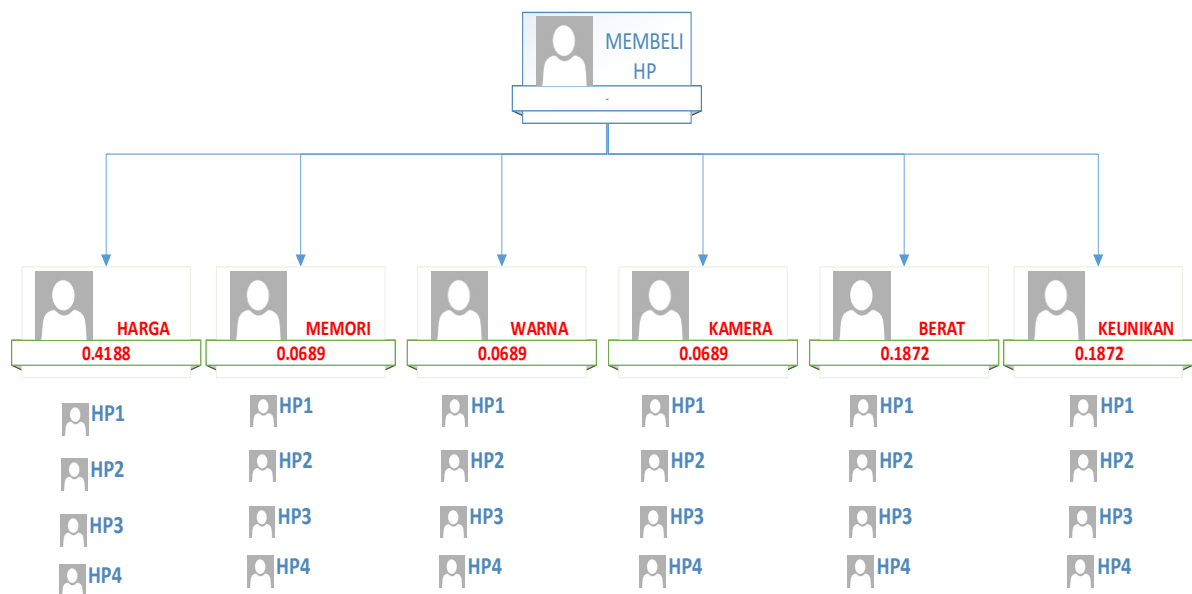 MEMBELI
HP
-
HARGA
MEMORI
WARNA
KAMERA
BERAT
KEUNIKAN
0.4188
0.0689
0.0689
0.0689
0.1872
0.1872
HP1
HP1
HP1
HP1
HP1
HP1
HP2
HP2
HP2
HP2
HP2
HP2
HP3
HP3
HP3
HP3
HP3
HP3
HP4
HP4
HP4
HP4
HP4
HP4